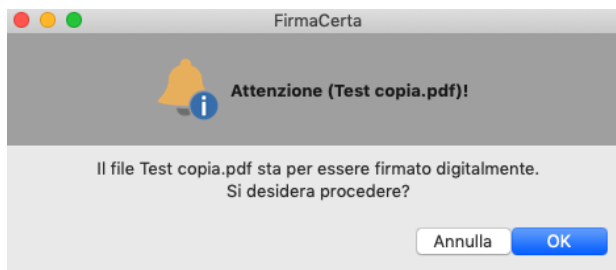 FirmaCerta
Attenzione (Test copia.pdf)!
Il file Test copia.pdf sta per essere firmato digitalmente.
Si desidera procedere?
Annulla OK